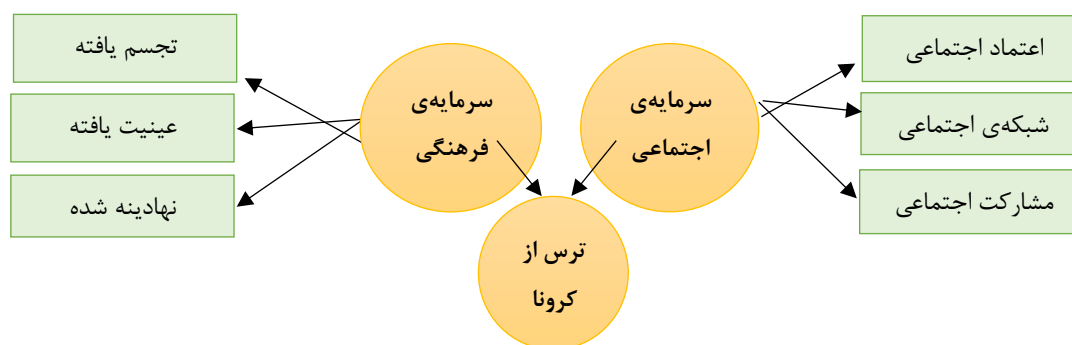 اعتماد اجتماعی
شبکه‌ی اجتماعی
مشارکت اجتماعی
سرمایه‌ی
اجتماعی
سرمایه‌ی
فرهنگی
تجسم یافته
عینیت یافته
نهادینه شده
ترس از
کرونا